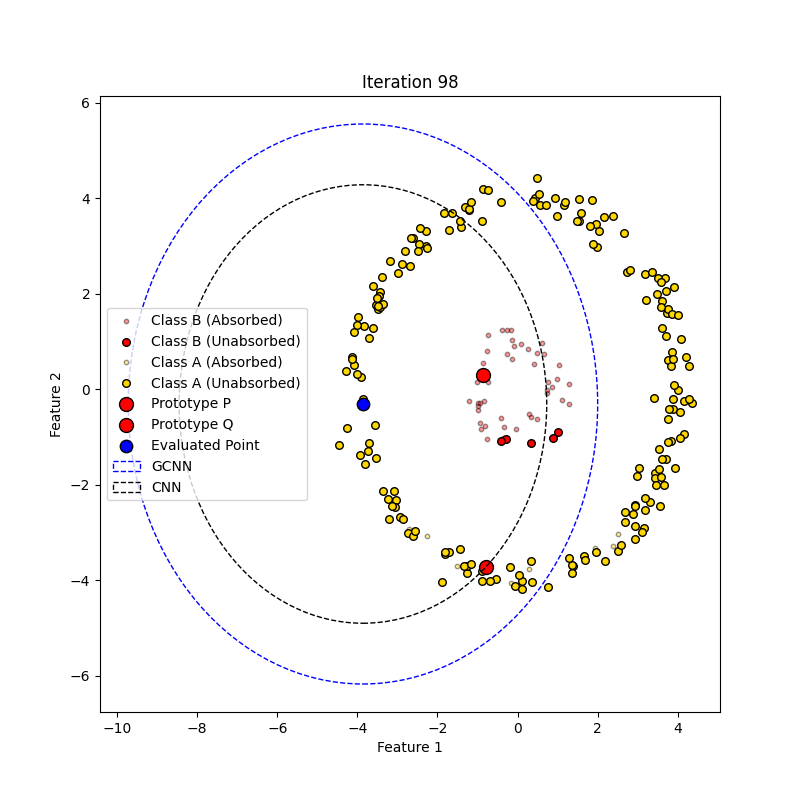 Iteration 98
6
4
2
0
−2
−4
−6
Feature 2
Class B (Absorbed)
Class B (Unabsorbed)
Class A (Absorbed)
Class A (Unabsorbed)
Prototype P
Prototype Q
Evaluated Point
GCNN
CNN
−10 −8 −6 −4 −2 0 2 4
Feature 1